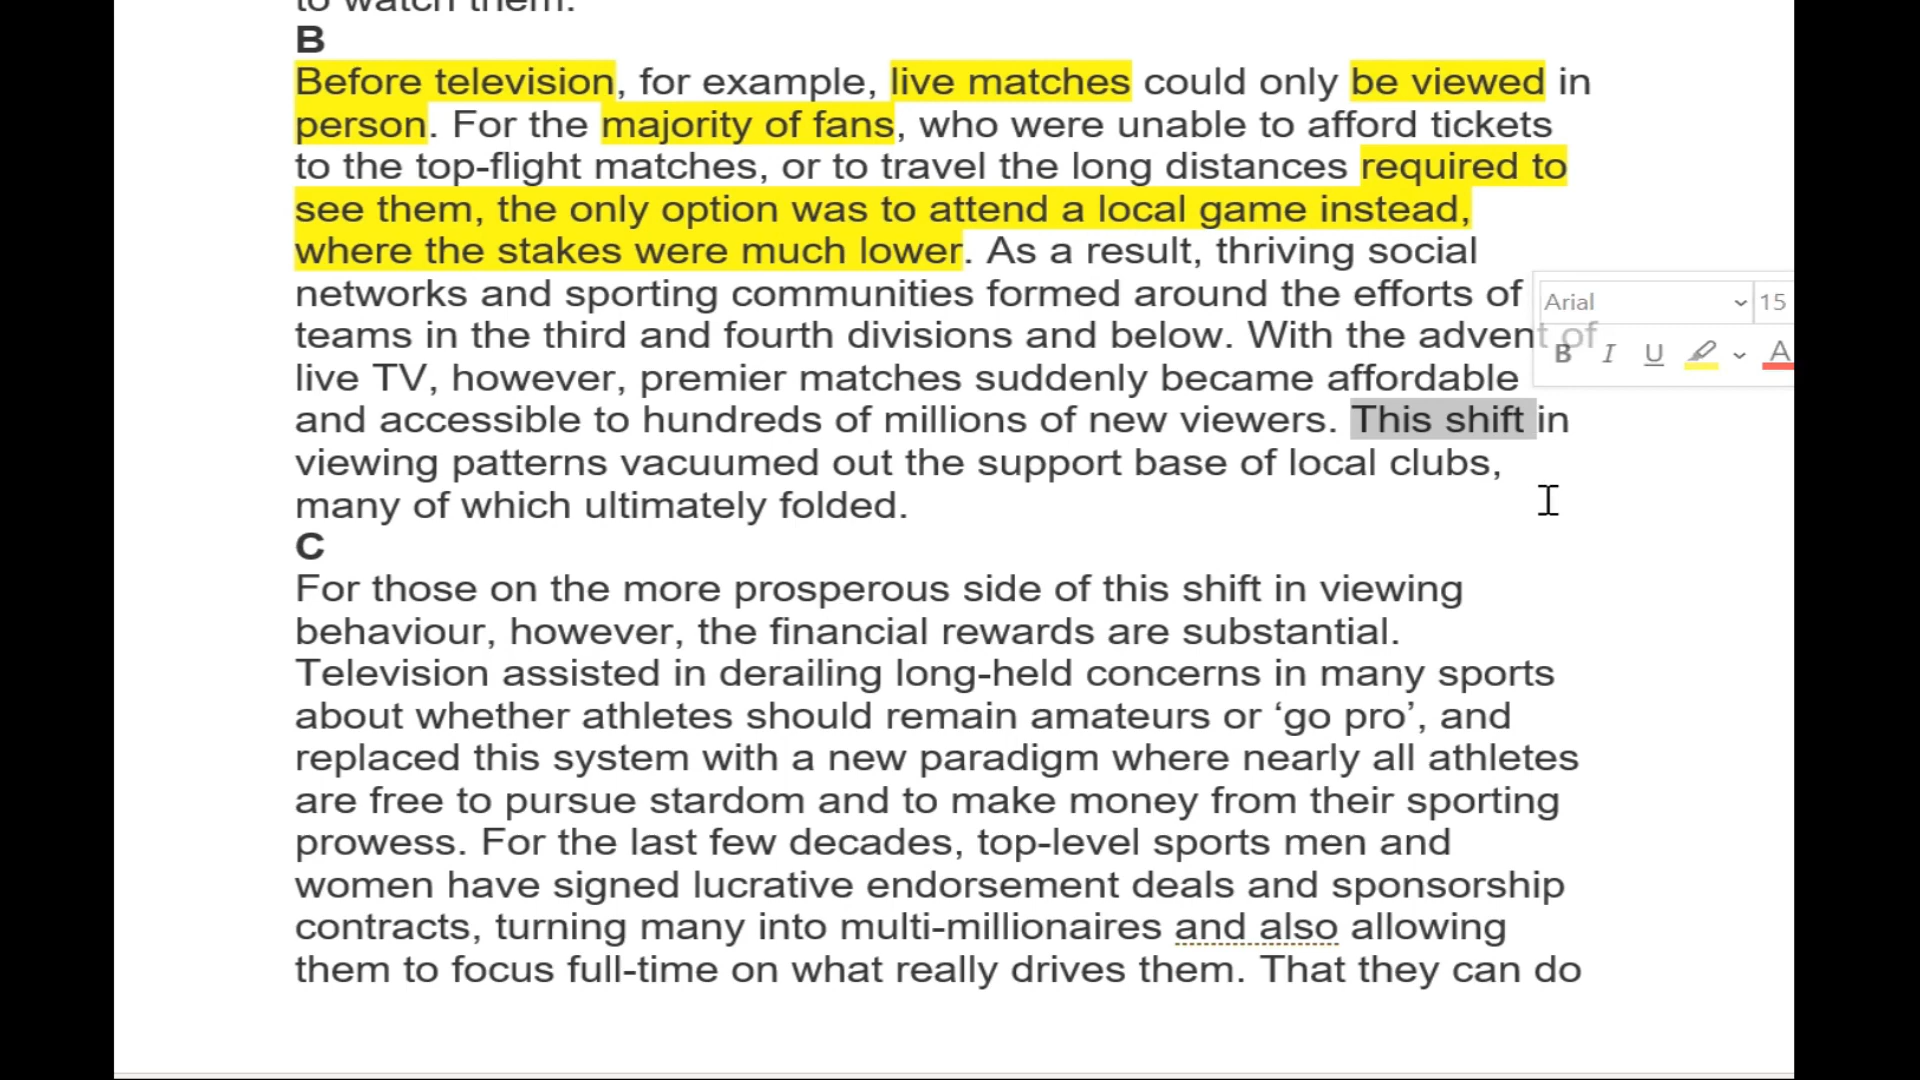 to watch them.
B
Before television, for example, live matches could only be viewed in
person. For the majority of fans, who were unable to afford tickets
to the top-flight matches, or to travel the long distances required to
see them, the only option was to attend a local game instead,
where the stakes were much lower. As a result, thriving social
networks and sporting communities formed around the efforts of
teams in the third and fourth divisions and below. With the advent of
live TV, however, premier matches suddenly became affordable
and accessible to hundreds of millions of new viewers. This shift in
viewing patterns vacuumed out the support base of local clubs,
many of which ultimately folded.
Arial 15
B I U A
C
For those on the more prosperous side of this shift in viewing
behaviour, however, the financial rewards are substantial.
Television assisted in derailing long-held concerns in many sports
about whether athletes should remain amateurs or ‘go pro’, and
replaced this system with a new paradigm where nearly all athletes
are free to pursue stardom and to make money from their sporting
prowess. For the last few decades, top-level sports men and
women have signed lucrative endorsement deals and sponsorship
contracts, turning many into multi-millionaires and also allowing
them to focus full-time on what really drives them. That they can do